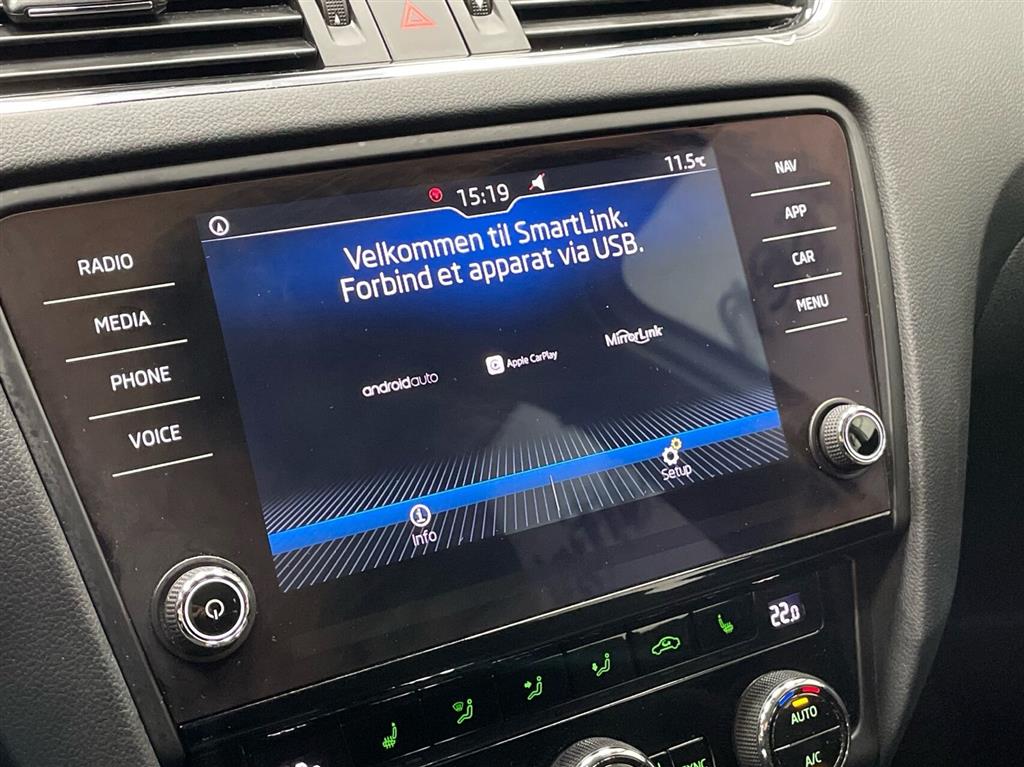 15:19
11.5℃
Velkommen til SmartLink.
Forbind et apparat via USB.
androidauto
Apple CarPlay
MirrorLink
Info
Setup
RADIO
MEDIA
PHONE
VOICE
NAV
APP
CAR
MENU
22.0
AUTO
A/C